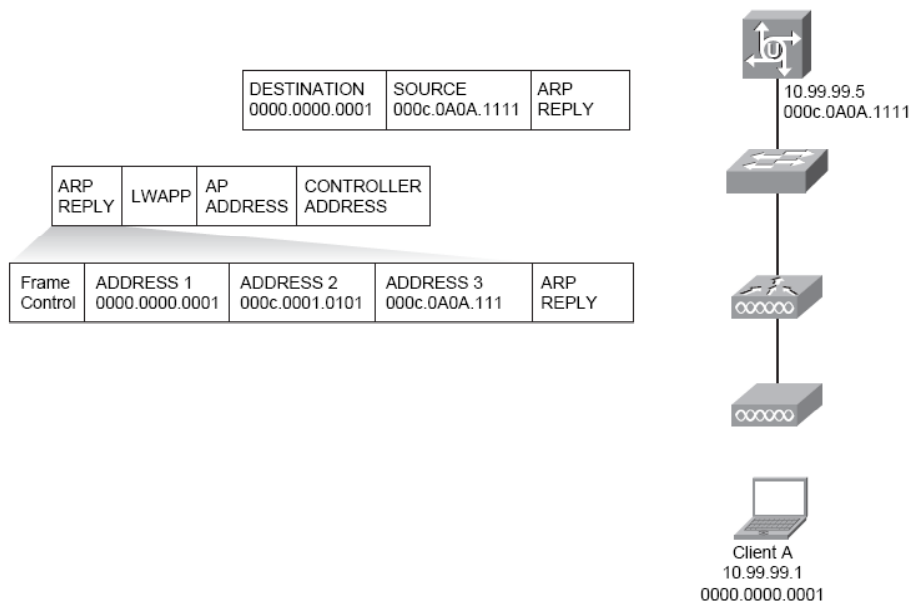 DESTINATION
0000.0000.0001
SOURCE
000c.0A0A.1111
ARP
REPLY
U
10.99.99.5
000c.0A0A.1111
ARP
REPLY
LWAPP
AP
ADDRESS
CONTROLLER
ADDRESS
Frame
Control
ADDRESS 1
0000.0000.0001
ADDRESS 2
000c.0001.0101
ADDRESS 3
000c.0A0A.111
ARP
REPLY
Client A
10.99.99.1
0000.0000.0001